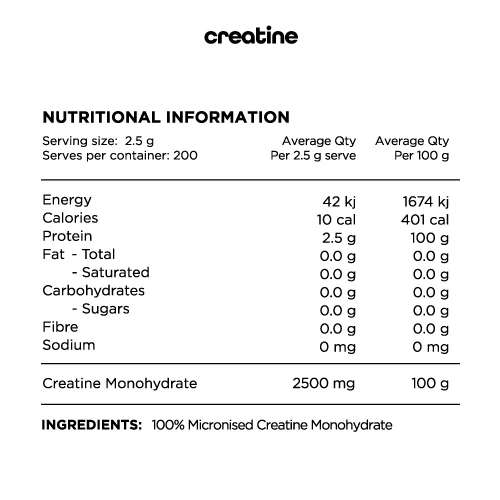 creatine
NUTRITIONAL INFORMATION
Serving size: 2.5 g Average Qty Average Qty
Serves per container: 200 Per 2.5 g serve Per 100 g
Energy 42 kj 1674 kj
Calories 10 cal 401 cal
Protein 2.5 g 100 g
Fat - Total 0.0 g 0.0 g
- Saturated 0.0 g 0.0 g
Carbohydrates 0.0 g 0.0 g
- Sugars 0.0 g 0.0 g
Fibre 0.0 g 0.0 g
Sodium 0 mg 0 mg
Creatine Monohydrate 2500 mg 100 g
INGREDIENTS: 100% Micronised Creatine Monohydrate